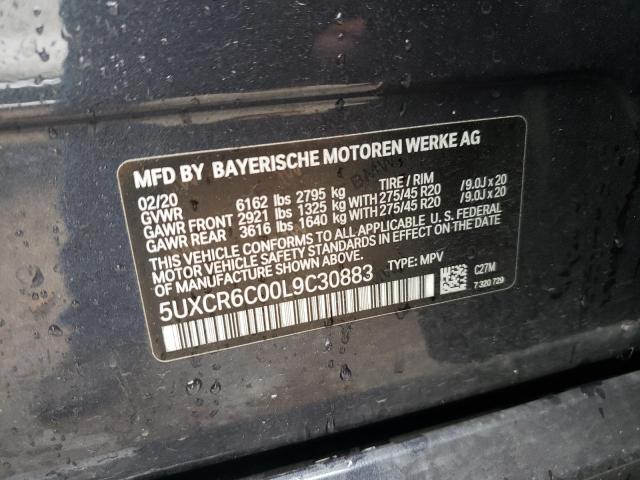 MFD BY BAYERISCHE MOTOREN WERKE AG
02/20
GVWR 6162 lbs 2795 kg TIRE / RIM
GAWR FRONT 2921 lbs 1325 kg WITH 275/45 R20 /9.0J x 20
GAWR REAR 3616 lbs 1640 kg WITH 275/45 R20 /9.0J x 20
THIS VEHICLE CONFORMS TO ALL APPLICABLE U.S. FEDERAL
MOTOR VEHICLE SAFETY STANDARDS IN EFFECT ON THE DATE
OF MANUFACTURE SHOWN ABOVE.
5UXCR6C00L9C30883 TYPE: MPV
C27M
7 320 729